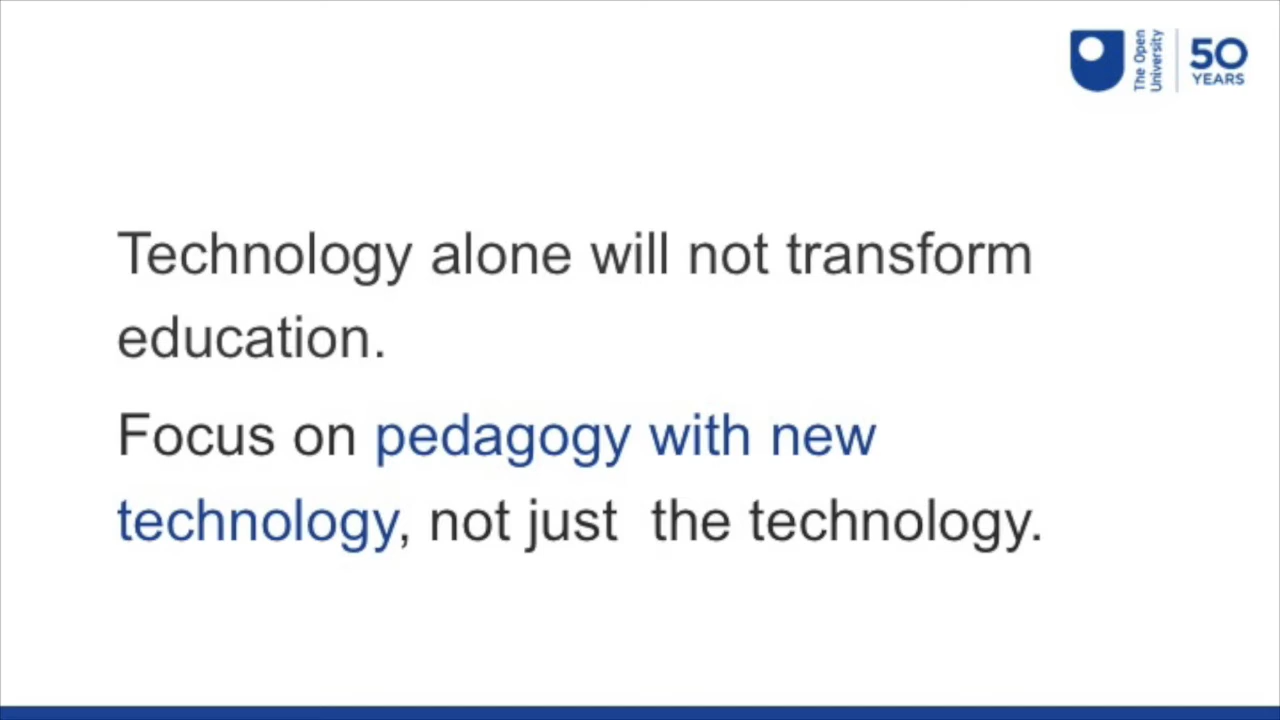 The Open
University
50
YEARS
Technology alone will not transform
education.
Focus on pedagogy with new
technology, not just  the technology.